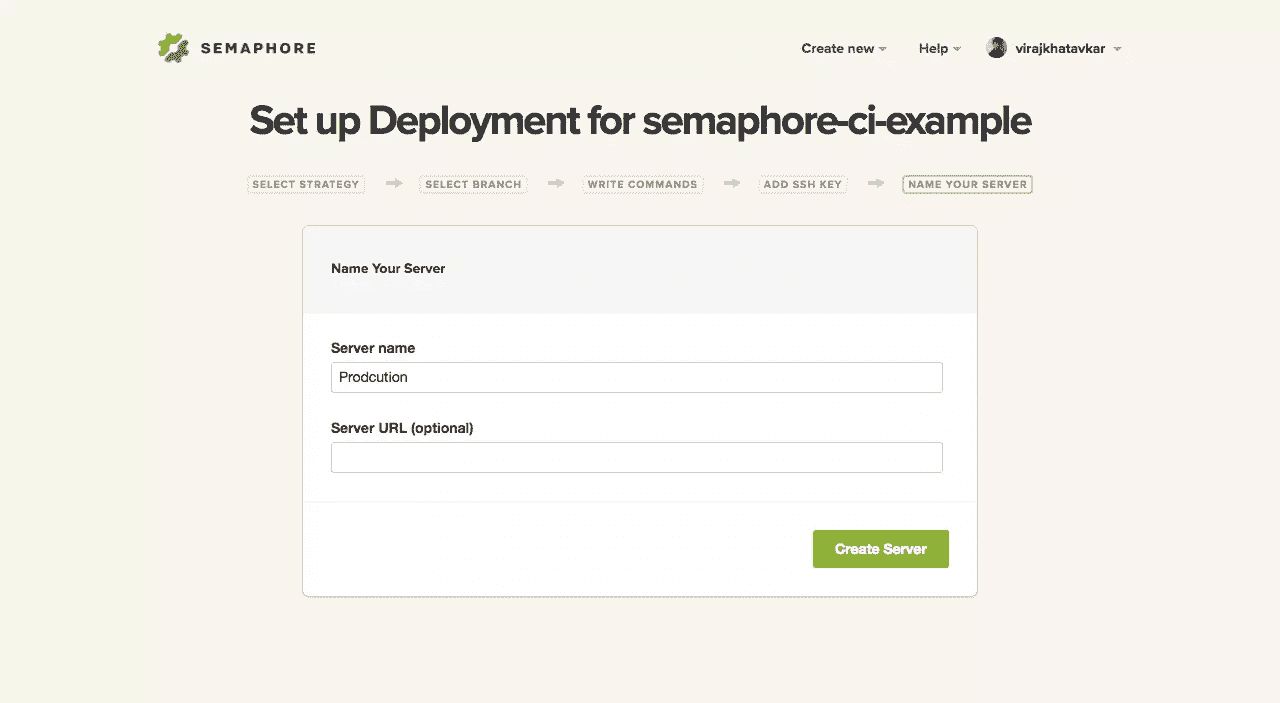 SEMAPHORE
Create new Help virajkhatavkar
Set up Deployment for semaphore-ci-example
SELECT STRATEGY SELECT BRANCH WRITE COMMANDS ADD SSH KEY NAME YOUR SERVER
Name Your Server
Server name
Prodcution
Server URL (optional)
Create Server